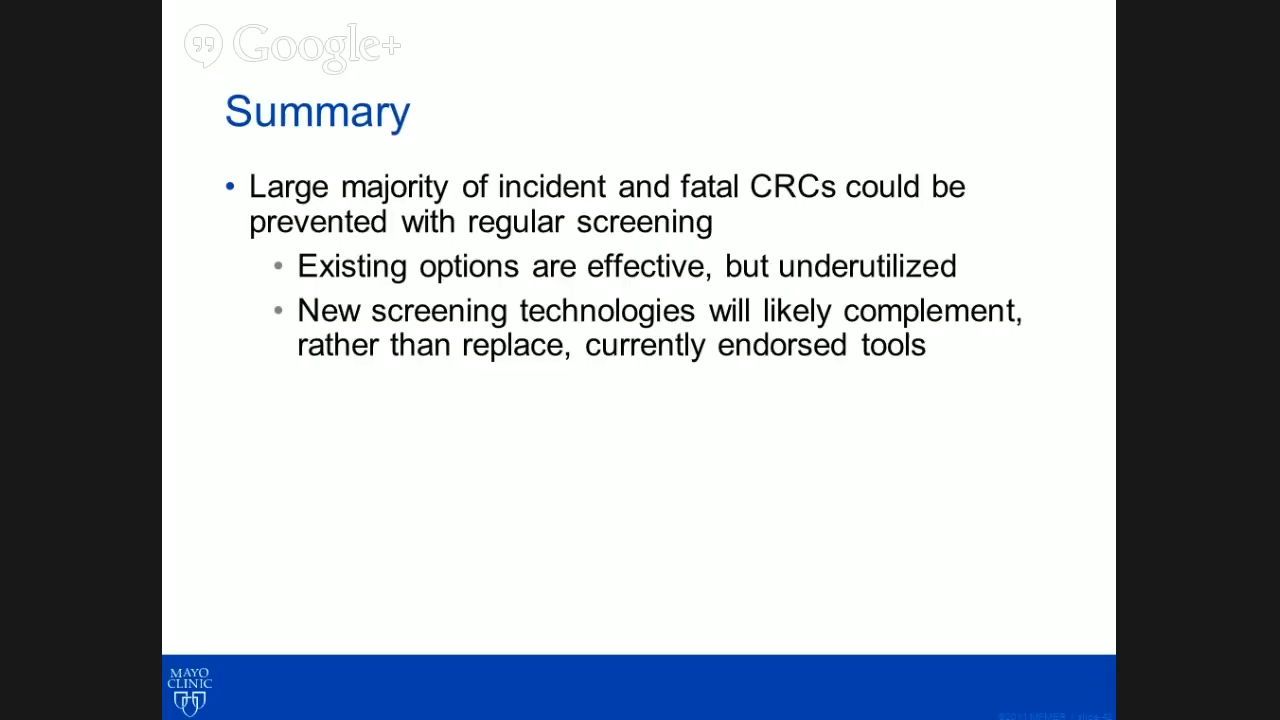 Google+
Summary
• Large majority of incident and fatal CRCs could be
prevented with regular screening
• Existing options are effective, but underutilized
• New screening technologies will likely complement,
rather than replace, currently endorsed tools
MAYO
CLINIC